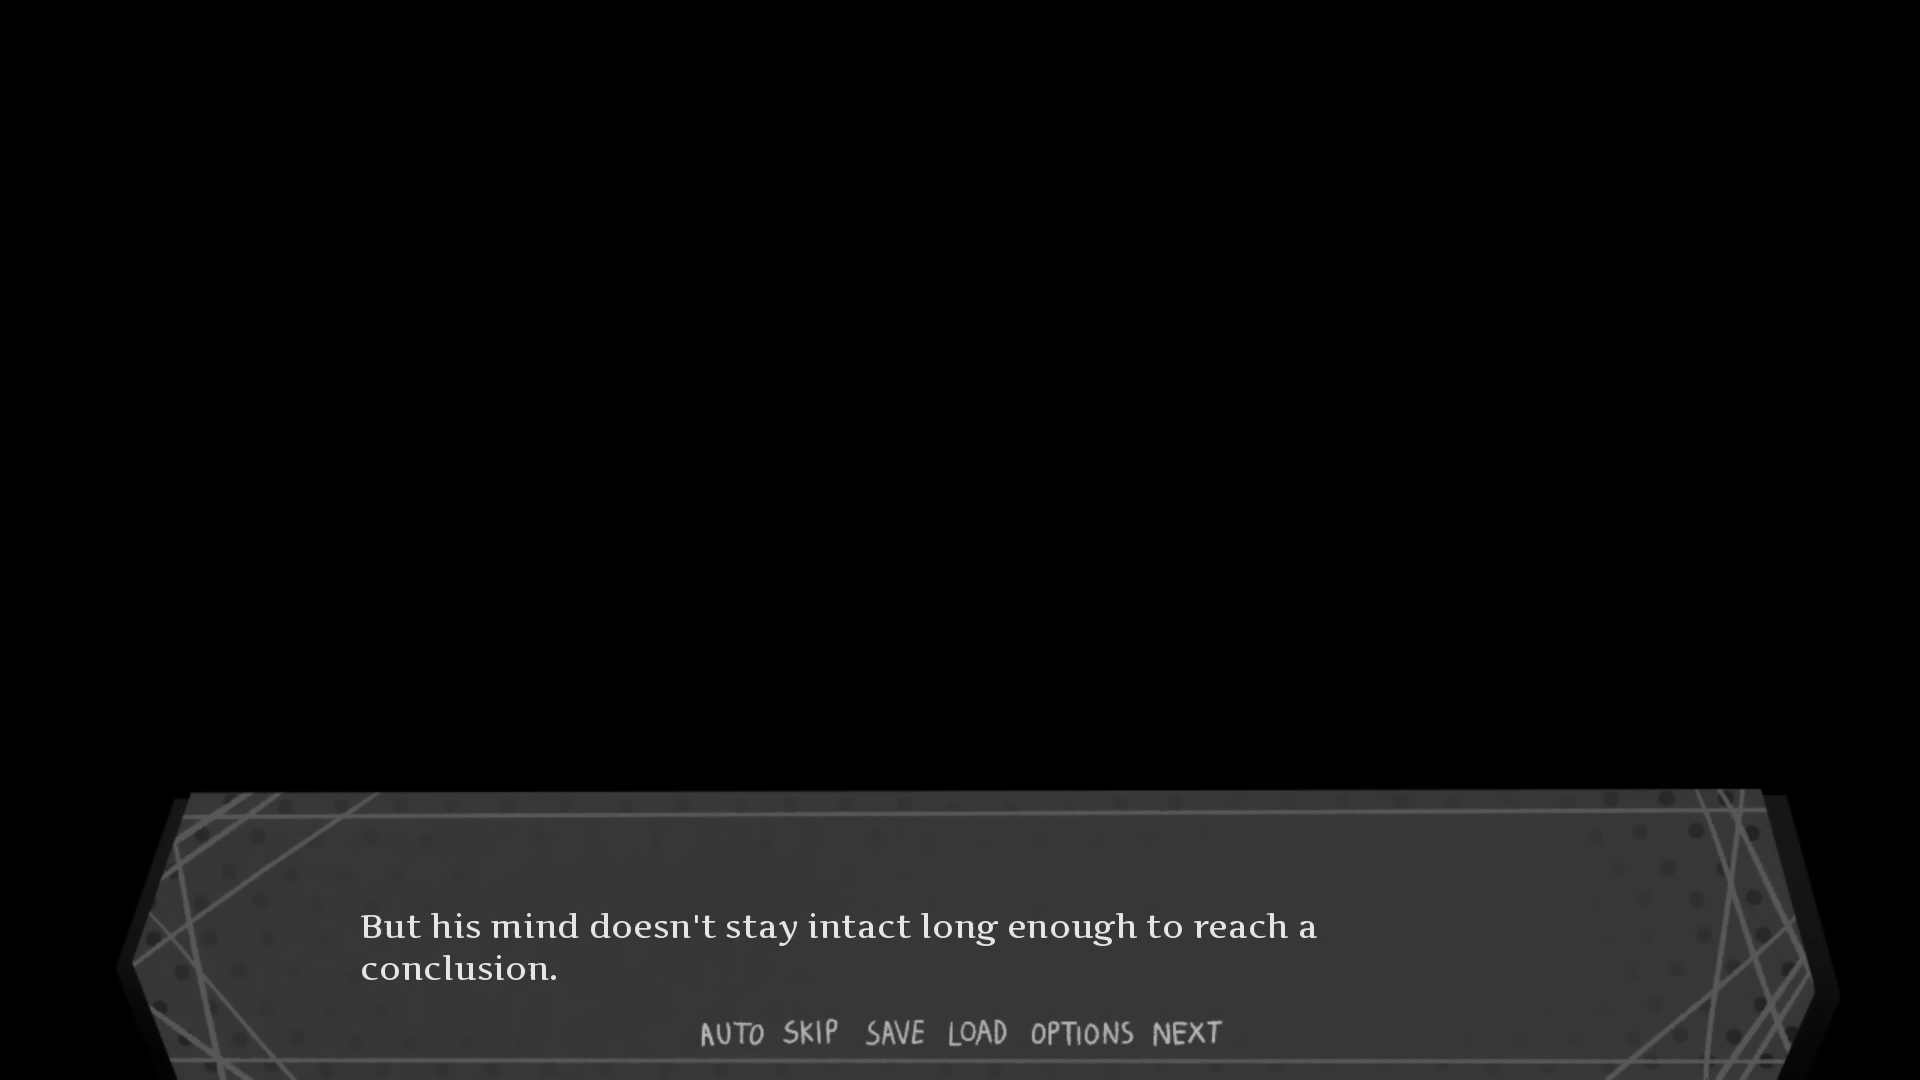 But his mind doesn't stay intact long enough to reach a
conclusion.
AUTO SKIP SAVE LOAD OPTIONS NEXT